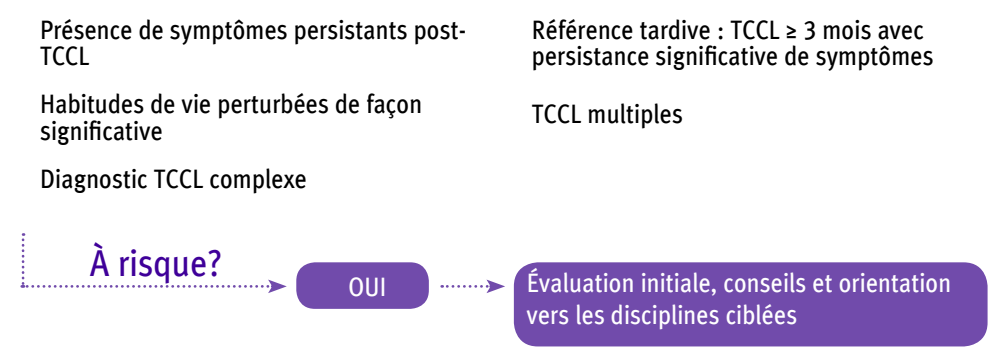 Présence de symptômes persistants post-
TCCL
Habitudes de vie perturbées de façon
significative
Diagnostic TCCL complexe
Référence tardive : TCCL ≥ 3 mois avec
persistance significative de symptômes
TCCL multiples
À risque?
OUI
Évaluation initiale, conseils et orientation
vers les disciplines ciblées